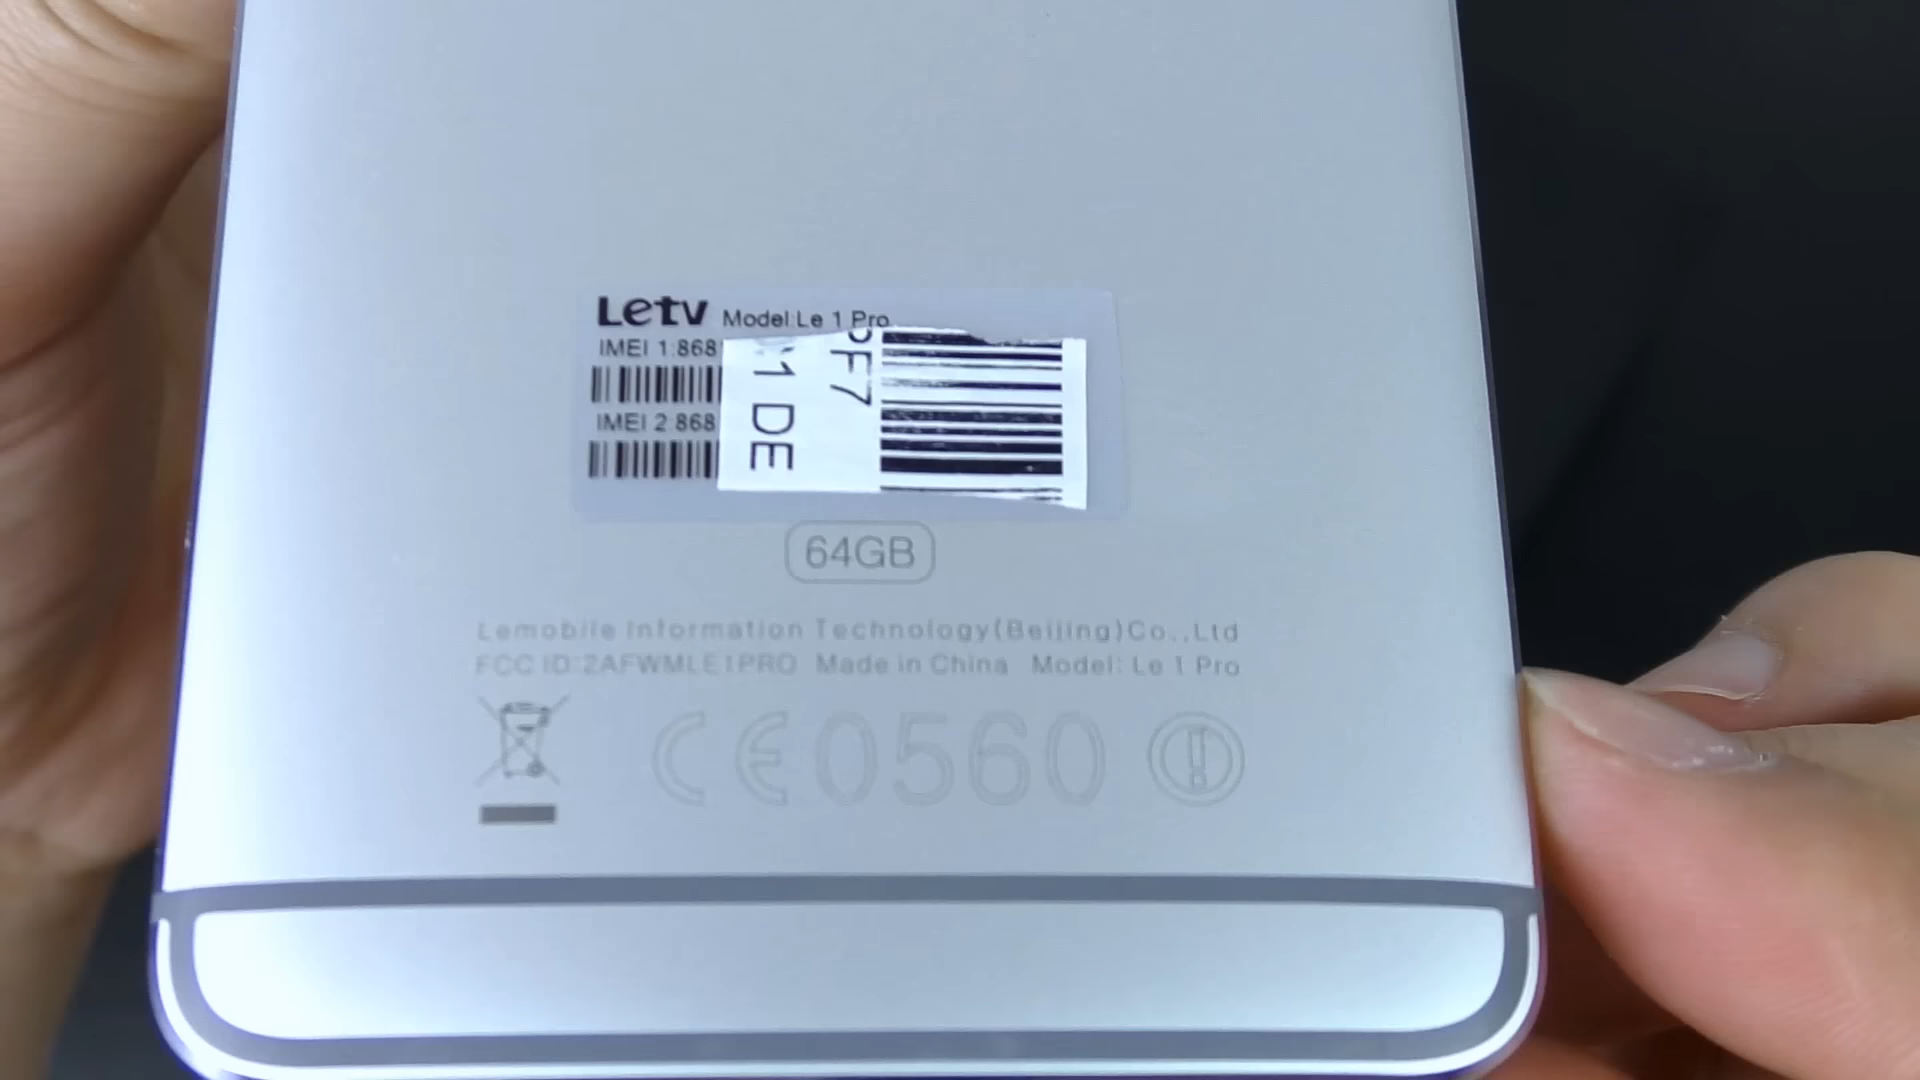 Letv Model:Le 1 Pro
IMEI 1:868
IMEI 2 868
1 DE
PF7
64GB
Lemobile Information Technology(Beijing)Co.,Ltd
FCC ID:2AFWMLE1PRO Made in China Model: Le 1 Pro
CE0560